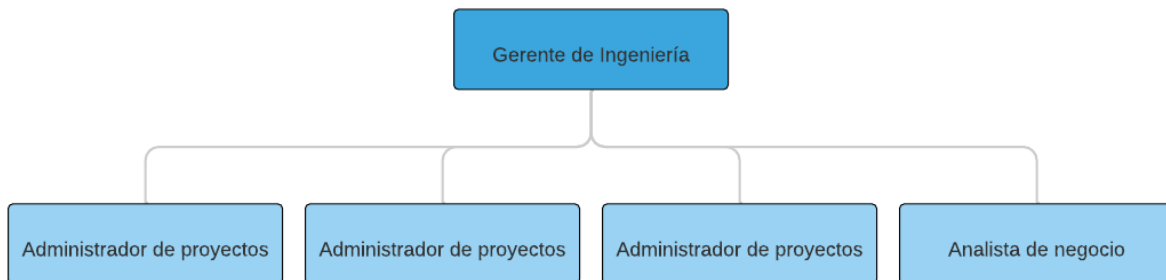 Gerente de Ingeniería
Administrador de proyectos
Administrador de proyectos
Administrador de proyectos
Analista de negocio